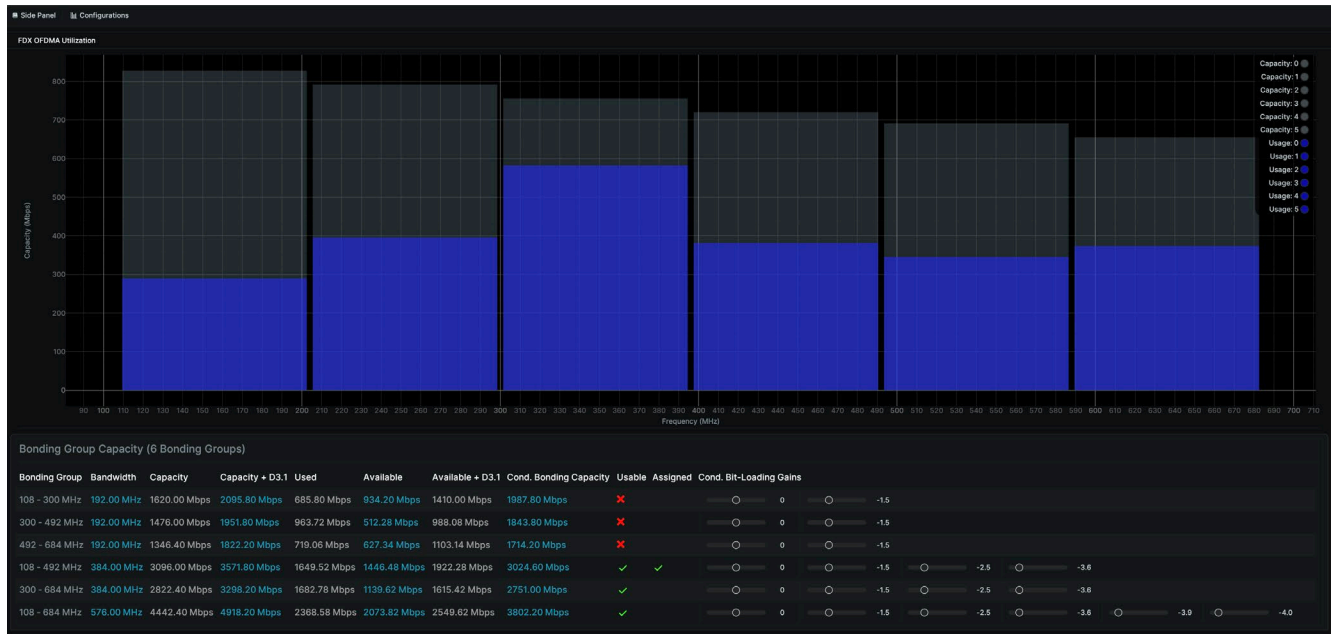 Side Panel Configurations
FDX OFDMA Utilization
Capacity: 0
Capacity: 1
Capacity: 2
Capacity: 3
Capacity: 4
Capacity: 5
Usage: 0
Usage: 1
Usage: 2
Usage: 3
Usage: 4
Usage: 5
800
700
600
500
400
300
200
100
0
Capacity (Mbps)
90 100 110 120 130 140 150 160 170 180 190 200 210 220 230 240 250 260 270 280 290 300 310 320 330 340 350 360 370 380 390 400 410 420 430 440 450 460 470 480 490 500 510 520 530 540 550 560 570 580 590 600 610 620 630 640 650 660 670 680 690 700 710
Frequency (MHz)
Bonding Group Capacity (6 Bonding Groups)
Bonding Group Bandwidth Capacity Capacity + D3.1 Used Available Available + D3.1 Cond. Bonding Capacity Usable Assigned Cond. Bit-Loading Gains
108 - 300 MHz 192.00 MHz 1620.00 Mbps 2095.80 Mbps 685.80 Mbps 934.20 Mbps 1410.00 Mbps 1987.80 Mbps 0 -1.5
300 - 492 MHz 192.00 MHz 1476.00 Mbps 1951.80 Mbps 963.72 Mbps 512.28 Mbps 988.08 Mbps 1843.80 Mbps 0 -1.5
492 - 684 MHz 192.00 MHz 1346.40 Mbps 1822.20 Mbps 719.06 Mbps 627.34 Mbps 1103.14 Mbps 1714.20 Mbps 0 -1.5
108 - 492 MHz 384.00 MHz 3096.00 Mbps 3571.80 Mbps 1649.52 Mbps 1446.48 Mbps 1922.28 Mbps 3024.60 Mbps 0 -1.5 -2.5 -3.6
300 - 684 MHz 384.00 MHz 2822.40 Mbps 3298.20 Mbps 1682.78 Mbps 1139.62 Mbps 1615.42 Mbps 2751.00 Mbps 0 -1.5 -2.5 -3.6
108 - 684 MHz 576.00 MHz 4442.40 Mbps 4918.20 Mbps 2368.58 Mbps 2073.82 Mbps 2549.62 Mbps 3802.20 Mbps 0 -1.5 -2.5 -3.6 -3.9 -4.0